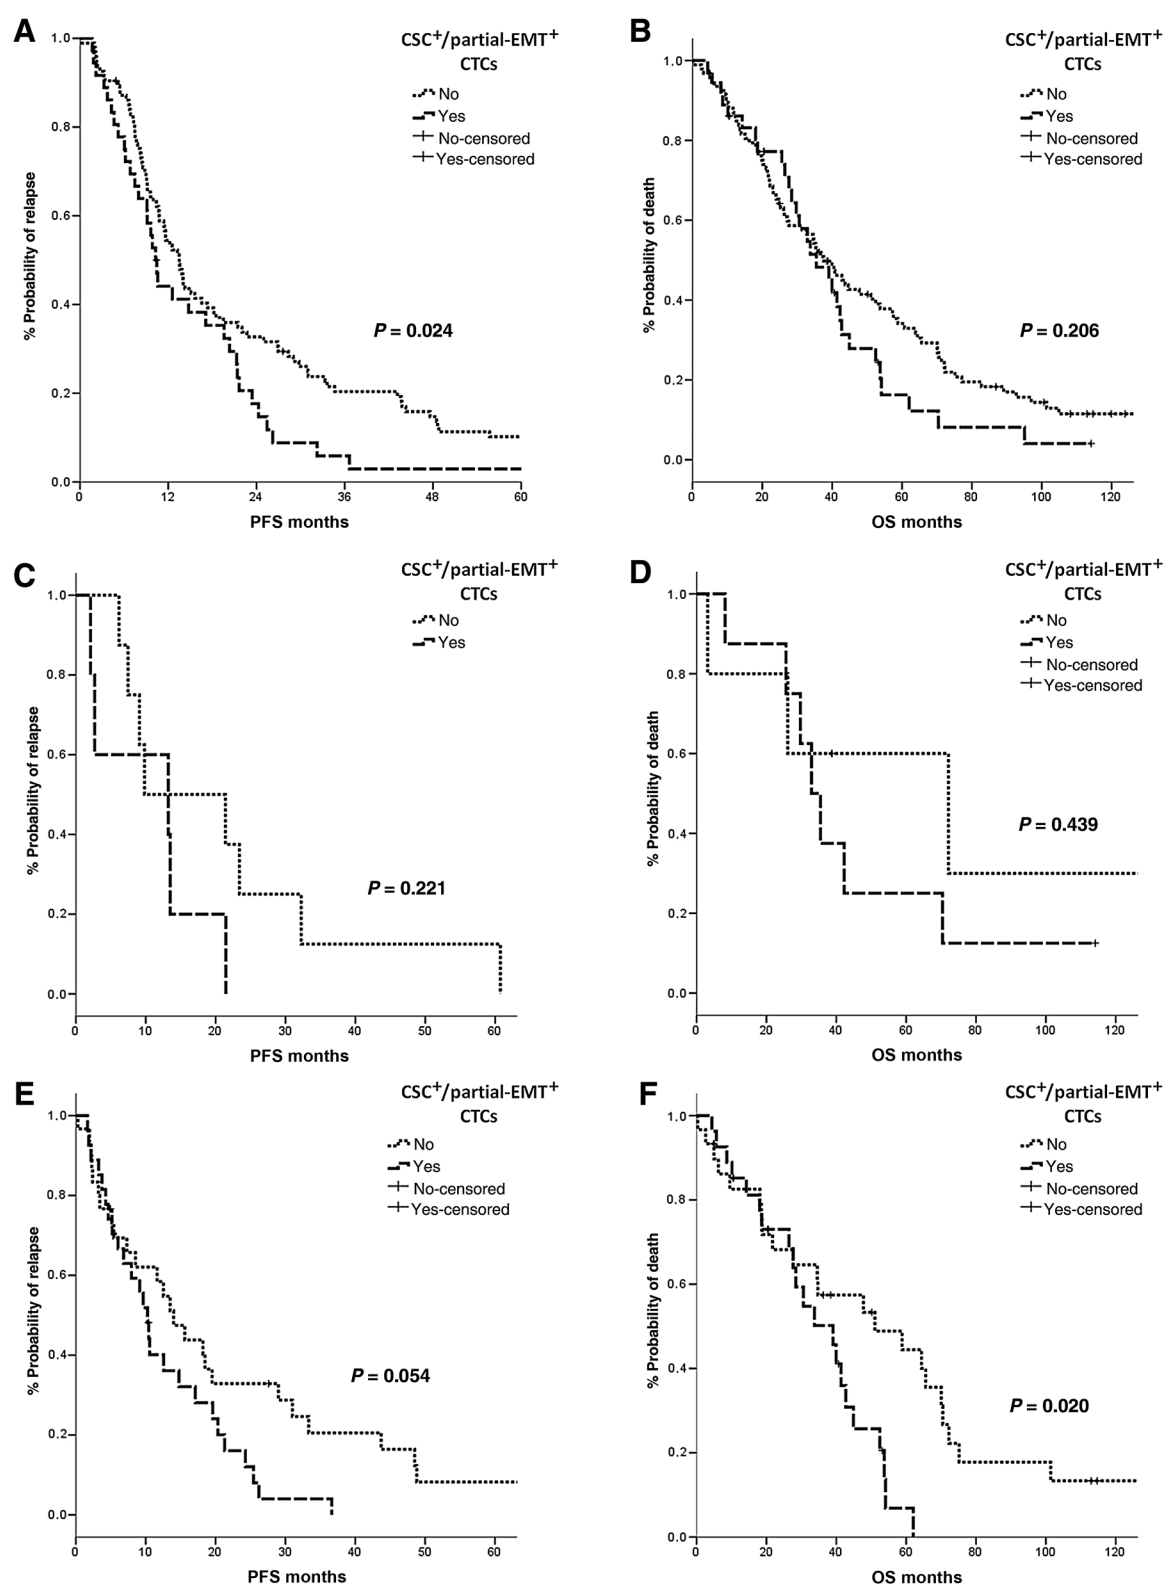 A
CSC+/partial-EMT+
CTCs
No
Yes
No-censored
Yes-censored
% Probability of relapse
1.0
0.8
0.6
0.4
0.2
0.0
P = 0.024
0 12 24 36 48 60
PFS months
B
CSC+/partial-EMT+
CTCs
No
Yes
No-censored
Yes-censored
% Probability of death
1.0
0.8
0.6
0.4
0.2
0.0
P = 0.206
0 20 40 60 80 100 120
OS months
C
CSC+/partial-EMT+
CTCs
No
Yes
% Probability of relapse
1.0
0.8
0.6
0.4
0.2
0.0
P = 0.221
0 10 20 30 40 50 60
PFS months
D
CSC+/partial-EMT+
CTCs
No
Yes
No-censored
Yes-censored
% Probability of death
1.0
0.8
0.6
0.4
0.2
0.0
P = 0.439
0 20 40 60 80 100 120
OS months
E
CSC+/partial-EMT+
CTCs
No
Yes
No-censored
Yes-censored
% Probability of relapse
1.0
0.8
0.6
0.4
0.2
0.0
P = 0.054
0 10 20 30 40 50 60
PFS months
F
CSC+/partial-EMT+
CTCs
No
Yes
No-censored
Yes-censored
% Probability of death
1.0
0.8
0.6
0.4
0.2
0.0
P = 0.020
0 20 40 60 80 100 120
OS months